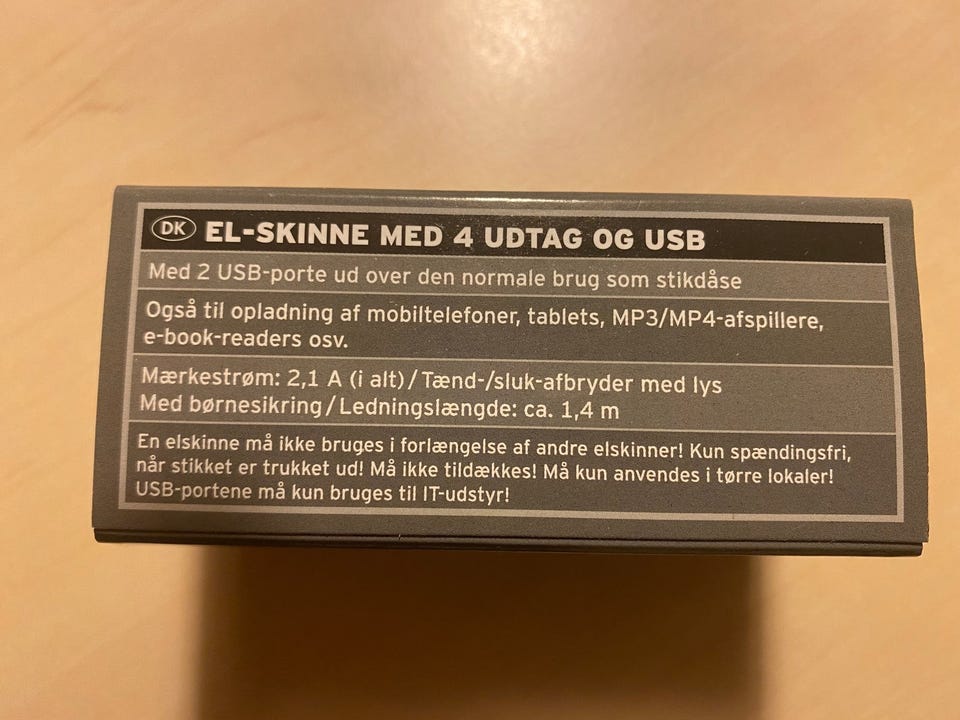 DK EL-SKINNE MED 4 UDTAG OG USB
Med 2 USB-porte ud over den normale brug som stikdåse
Også til opladning af mobiltelefoner, tablets, MP3/MP4-afspillere,
e-book-readers osv.
Mærkestrøm: 2,1 A (i alt) / Tænd-/sluk-afbryder med lys
Med børnesikring / Ledningslængde: ca. 1,4 m
En elskinne må ikke bruges i forlængelse af andre elskinner! Kun spændingsfri,
når stikket er trukket ud! Må ikke tildækkes! Må kun anvendes i tørre lokaler!
USB-portene må kun bruges til IT-udstyr!